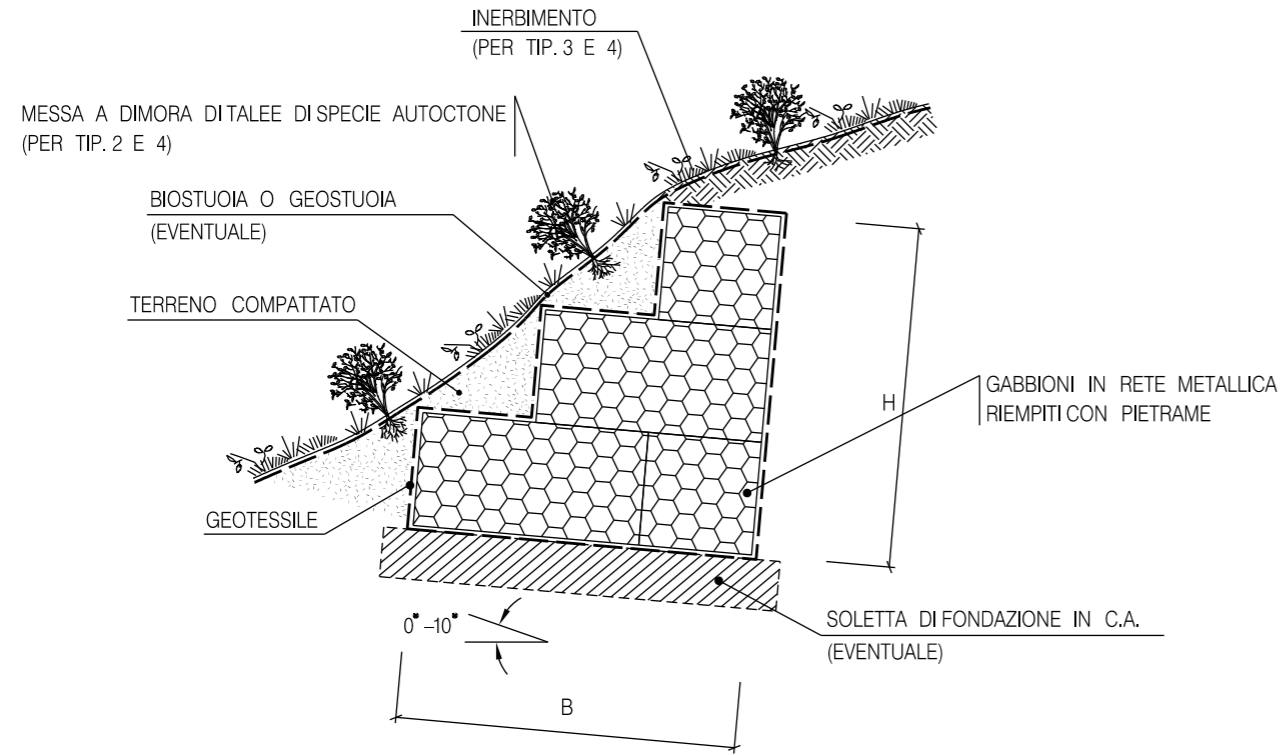 INERBIMENTO
(PER TIP. 3 E 4)
MESSA A DIMORA DI TALEE DI SPECIE AUTOCTONE
(PER TIP. 2 E 4)
BIOSTUOIA O GEOSTUOIA
(EVENTUALE)
TERRENO COMPATTATO
H
GABBIONI IN RETE METALLICA
RIEMPITI CON PIETRAME
GEOTESSILE
SOLETTA DI FONDAZIONE IN C.A.
(EVENTUALE)
0°-10°
B